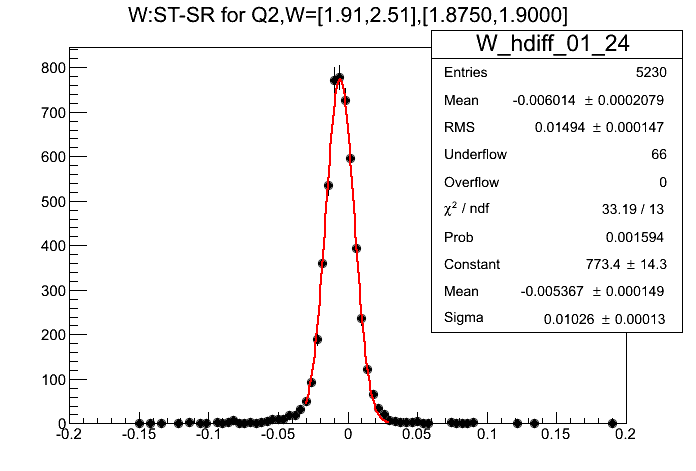 W:ST-SR for Q2,W=[1.91,2.51],[1.8750,1.9000]
W_hdiff_01_24
Entries 5230
Mean -0.006014 ± 0.0002079
RMS 0.01494 ± 0.000147
Underflow 66
Overflow 0
χ² / ndf 33.19 / 13
Prob 0.001594
Constant 773.4 ± 14.3
Mean -0.005367 ± 0.000149
Sigma 0.01026 ± 0.00013
800
700
600
500
400
300
200
100
0
-0.2 -0.15 -0.1 -0.05 0 0.05 0.1 0.15 0.2